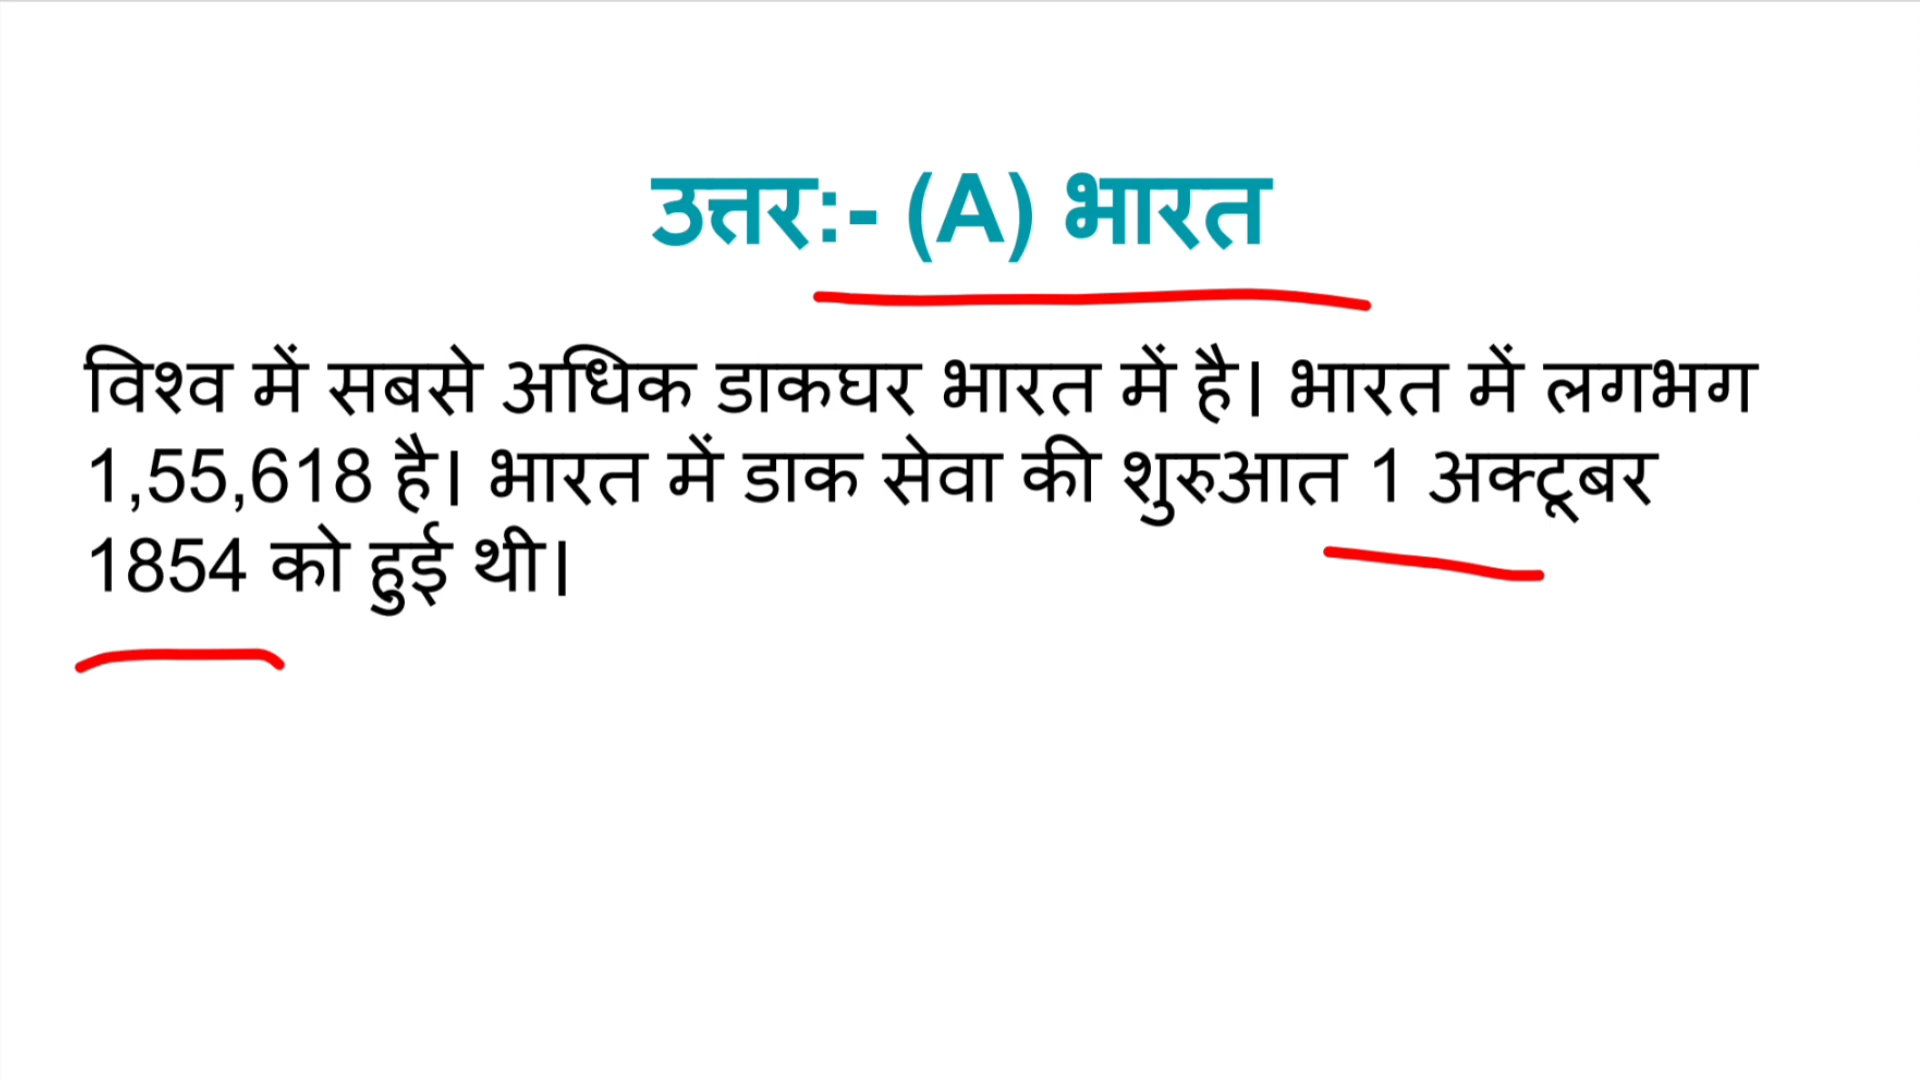 उत्तर:- (A) भारत
विश्व में सबसे अधिक डाकघर भारत में है। भारत में लगभग
1,55,618 है। भारत में डाक सेवा की शुरुआत 1 अक्टूबर
1854 को हुई थी।